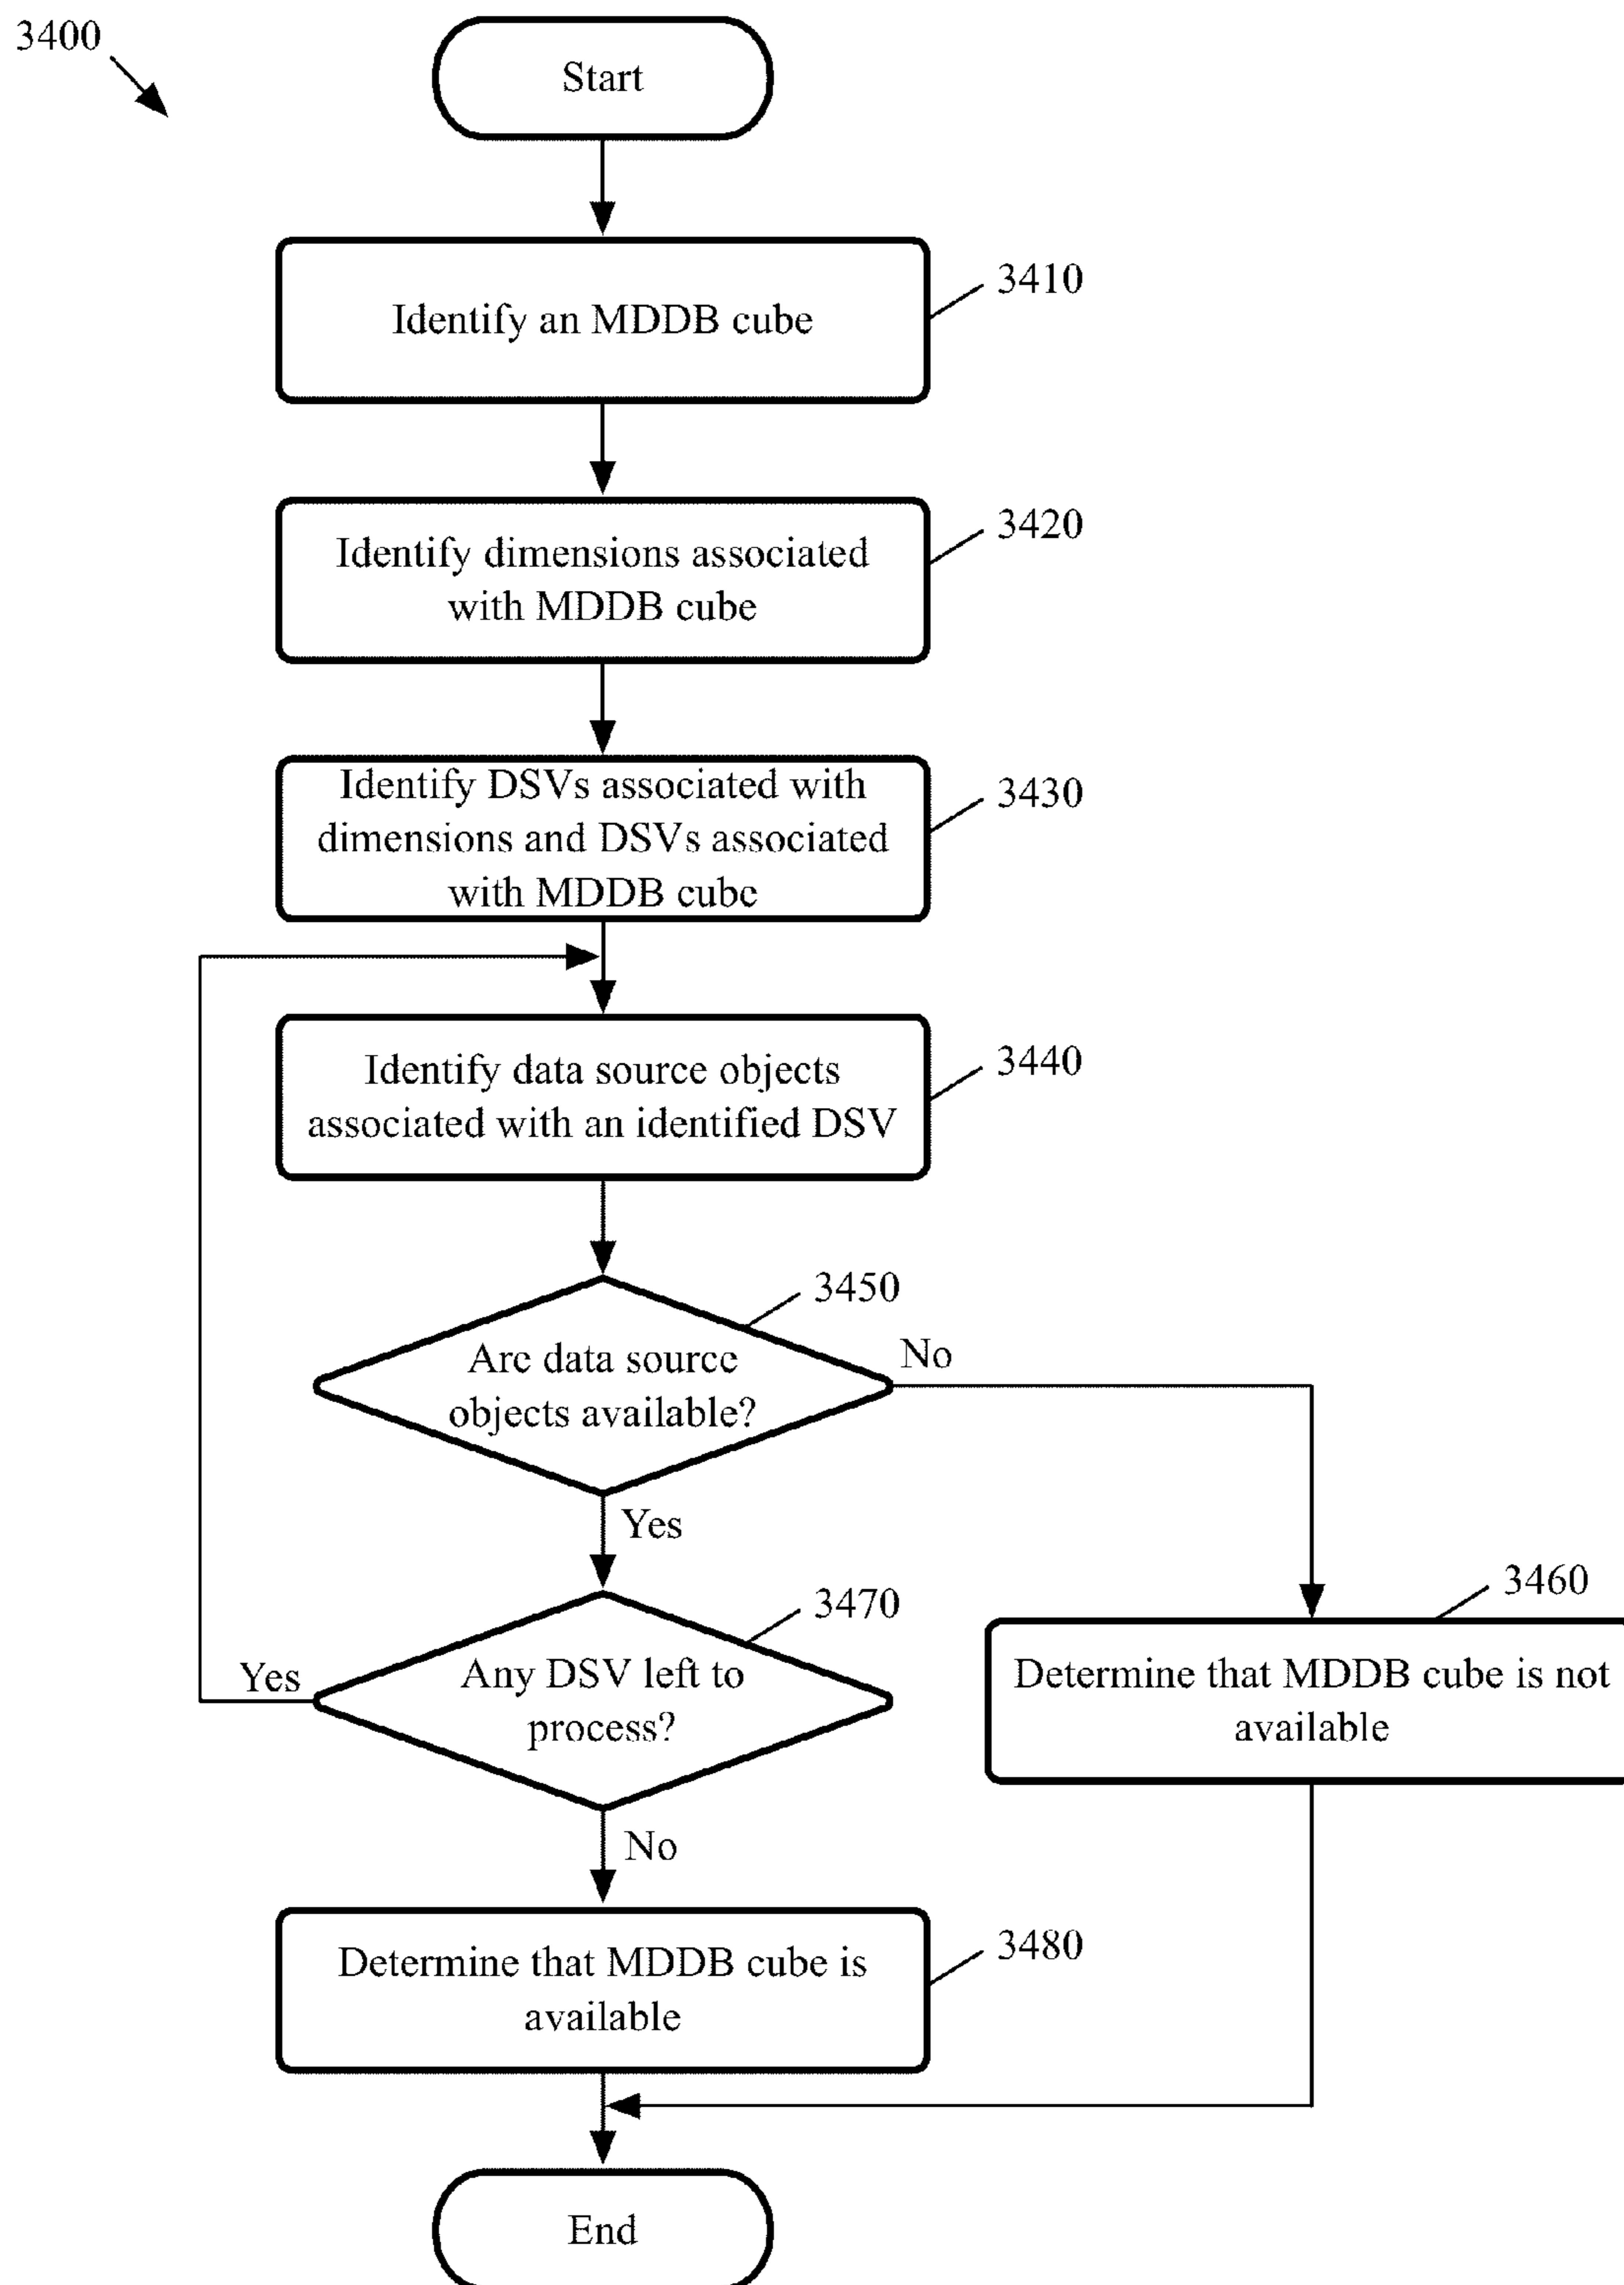 3400
Start
3410
Identify an MDDB cube
3420
Identify dimensions associated
with MDDB cube
3430
Identify DSVs associated with
dimensions and DSVs associated
with MDDB cube
3440
Identify data source objects
associated with an identified DSV
3450
Are data source
objects available?
No
Yes
3470
Any DSV left to
process?
Yes
3460
Determine that MDDB cube is not
available
No
3480
Determine that MDDB cube is
available
End